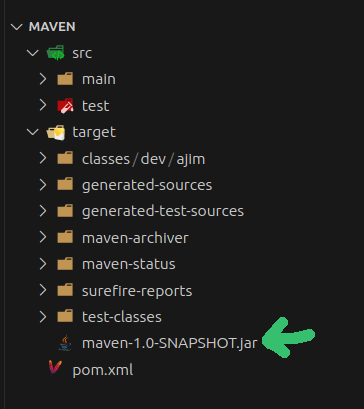 MAVEN
src
main
test
target
classes/dev/ajim
generated-sources
generated-test-sources
maven-archiver
maven-status
surefire-reports
test-classes
maven-1.0-SNAPSHOT.jar
pom.xml